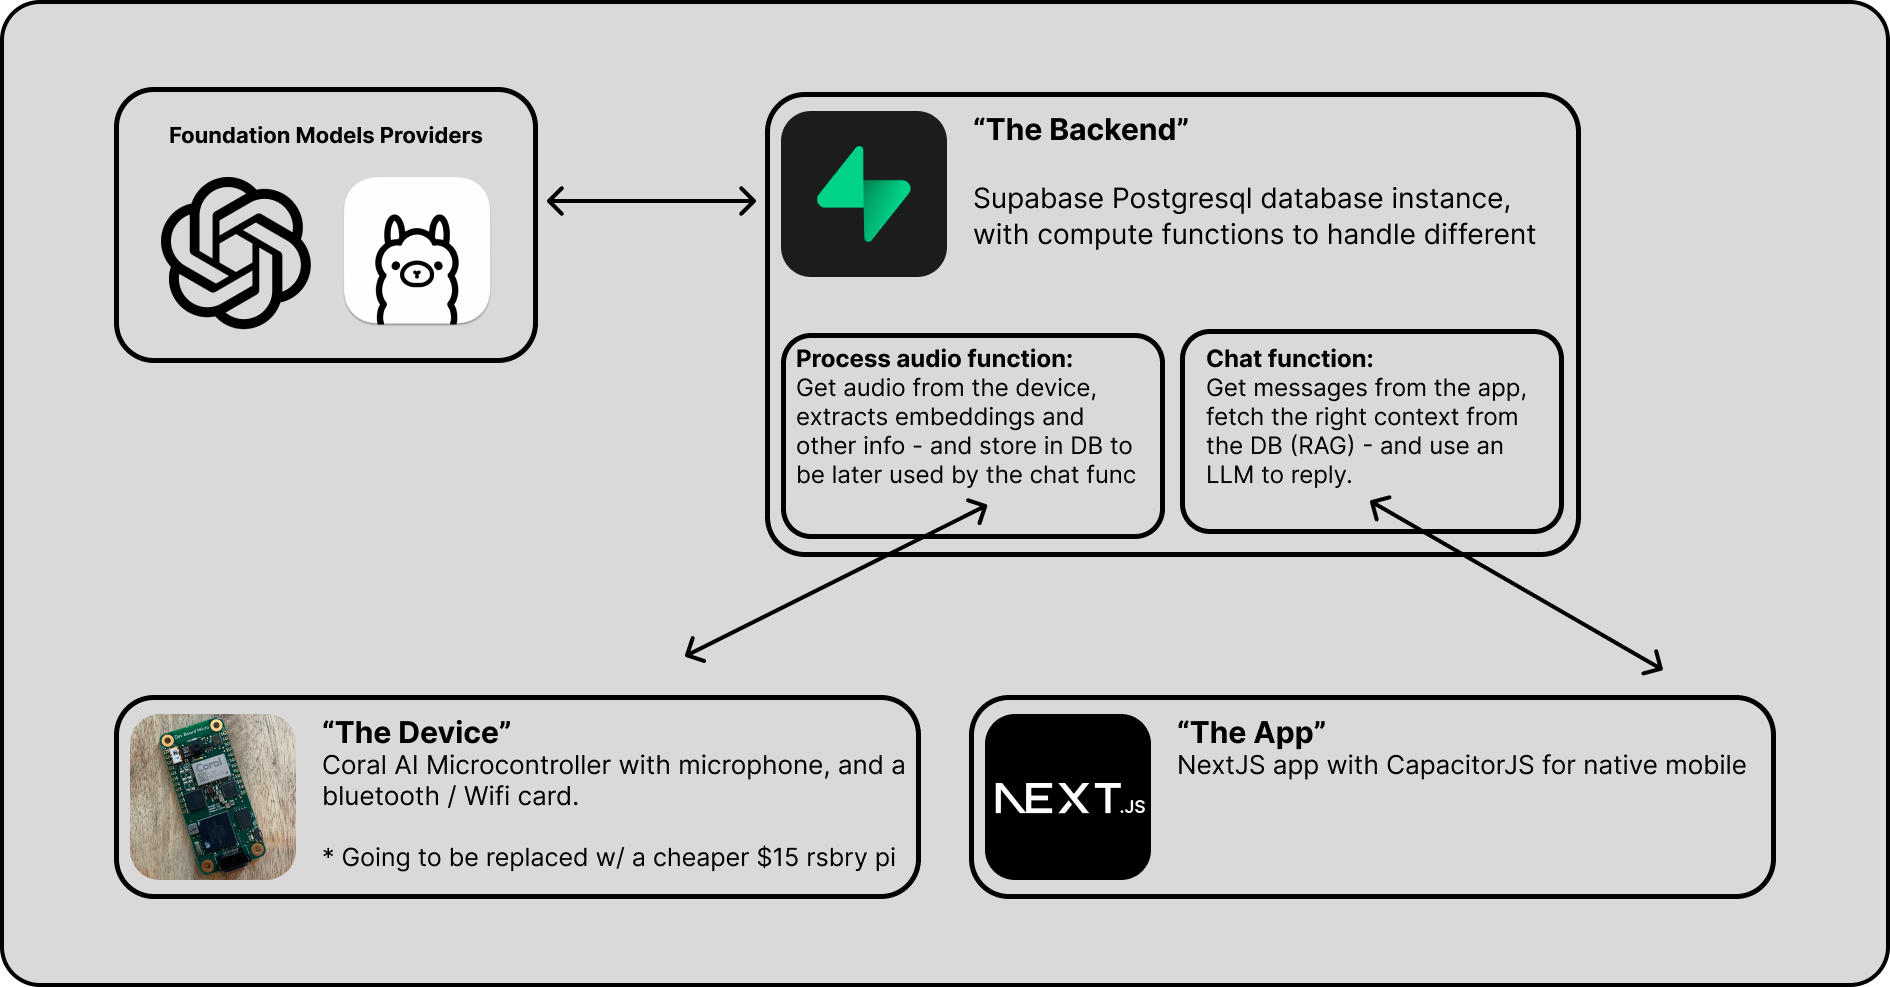 Foundation Models Providers
“The Backend”
Supabase Postgresql database instance,
with compute functions to handle different
Process audio function:
Get audio from the device,
extracts embeddings and
other info - and store in DB to
be later used by the chat func
Chat function:
Get messages from the app,
fetch the right context from
the DB (RAG) - and use an
LLM to reply.
Dev Board Micro
Coral
“The Device”
Coral AI Microcontroller with microphone, and a
bluetooth / Wifi card.
* Going to be replaced w/ a cheaper $15 rsbry pi
NEXT.JS
“The App”
NextJS app with CapacitorJS for native mobile